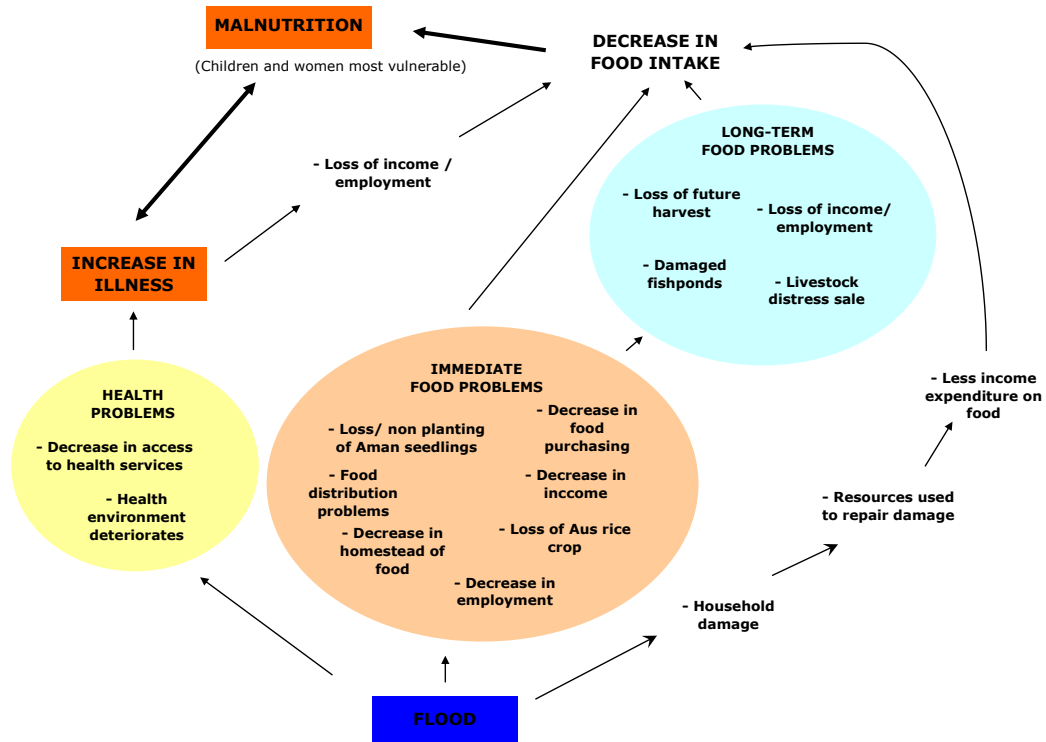 MALNUTRITION
(Children and women most vulnerable)
DECREASE IN
FOOD INTAKE
LONG-TERM
FOOD PROBLEMS
- Loss of future
harvest
- Loss of income/
employment
- Damaged
fishponds
- Livestock
distress sale
- Loss of income /
employment
INCREASE IN
ILLNESS
HEALTH
PROBLEMS
- Decrease in access
to health services
- Health
environment
deteriorates
IMMEDIATE
FOOD PROBLEMS
- Loss/ non planting
of Aman seedlings
- Decrease in
food
purchasing
- Food
distribution
problems
- Decrease in
inccome
- Decrease in
homestead of
food
- Loss of Aus rice
crop
- Decrease in
employment
- Less income
expenditure on
food
- Resources used
to repair damage
- Household
damage
FLOOD